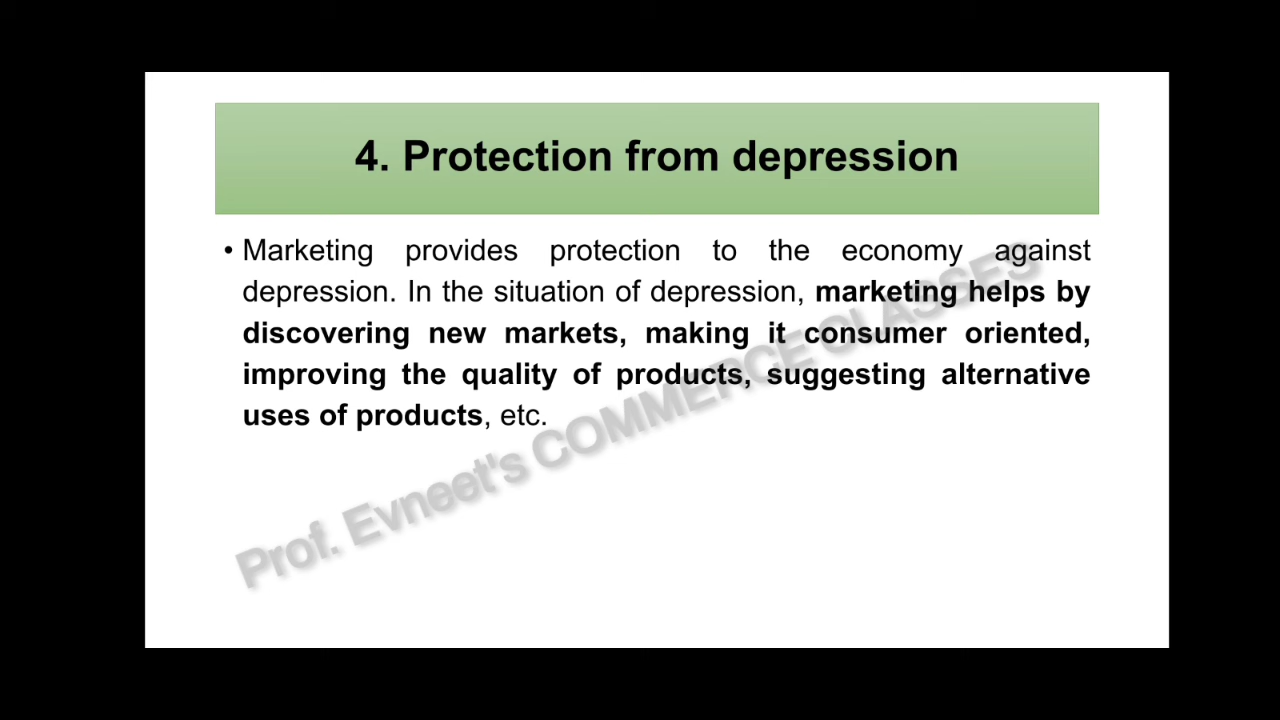 4. Protection from depression
• Marketing provides protection to the economy against
depression. In the situation of depression, marketing helps by
discovering new markets, making it consumer oriented,
improving the quality of products, suggesting alternative
uses of products, etc.
Prof. Evneet's COMMERCE CLASSES